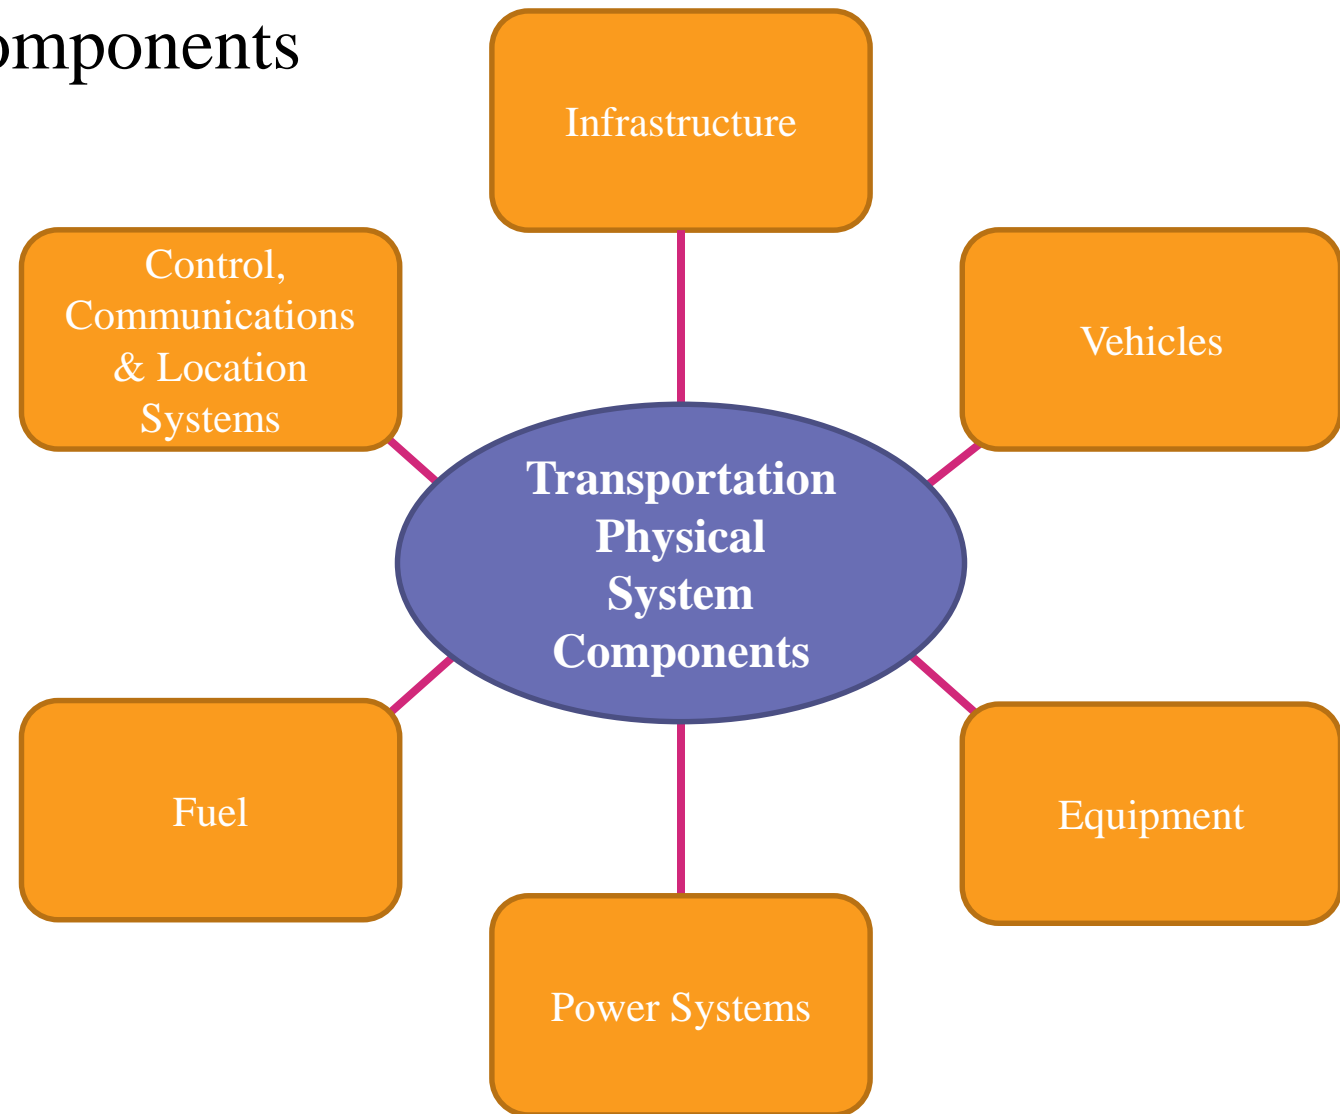 omponents
Infrastructure
Control,
Communications
& Location
Systems
Vehicles
Transportation
Physical
System
Components
Fuel
Equipment
Power Systems